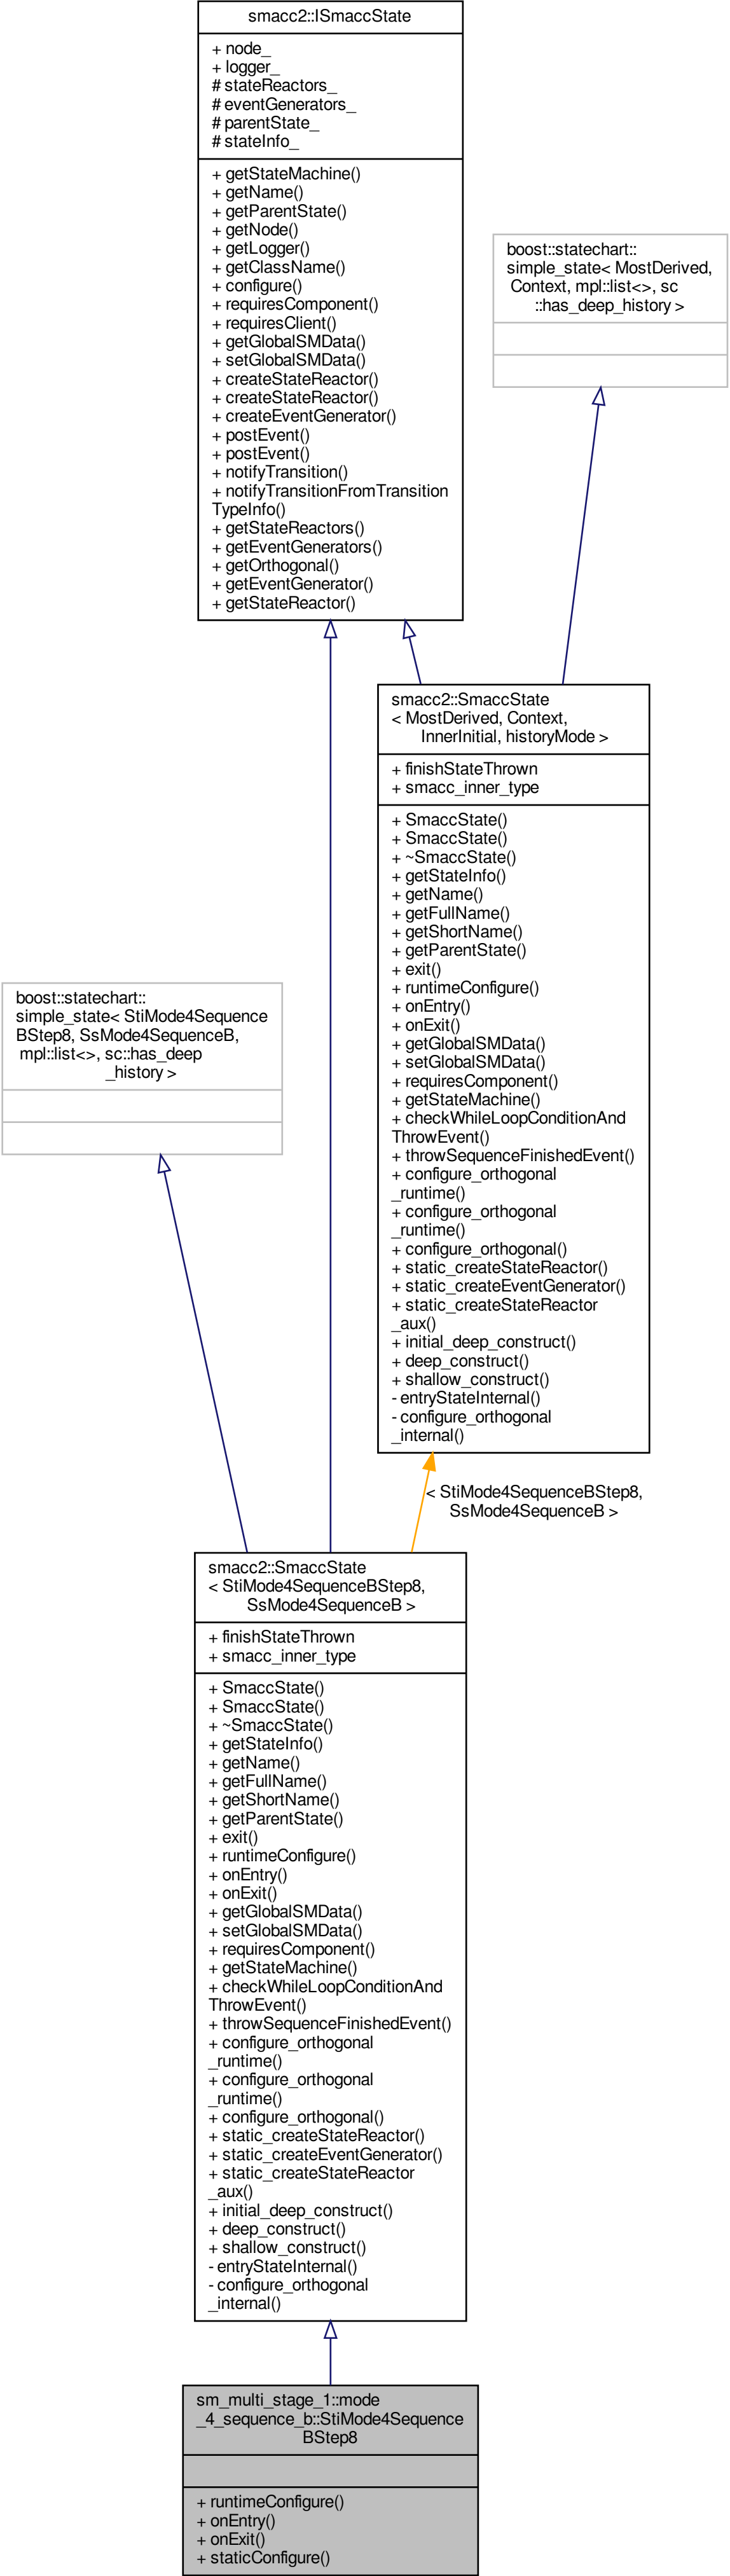 smacc2::ISmaccState
+ node_
+ logger_
# stateReactors_
# eventGenerators_
# parentState_
# stateInfo_
+ getStateMachine()
+ getName()
+ getParentState()
+ getNode()
+ getLogger()
+ getClassName()
+ configure()
+ requiresComponent()
+ requiresClient()
+ getGlobalSMData()
+ setGlobalSMData()
+ createStateReactor()
+ createStateReactor()
+ createEventGenerator()
+ postEvent()
+ postEvent()
+ notifyTransition()
+ notifyTransitionFromTransition
TypeInfo()
+ getStateReactors()
+ getEventGenerators()
+ getOrthogonal()
+ getEventGenerator()
+ getStateReactor()
boost::statechart::
simple_state< MostDerived,
Context, mpl::list<>, sc
::has_deep_history >
smacc2::SmaccState
< MostDerived, Context,
InnerInitial, historyMode >
+ finishStateThrown
+ smacc_inner_type
+ SmaccState()
+ SmaccState()
+ ~SmaccState()
+ getStateInfo()
+ getName()
+ getFullName()
+ getShortName()
+ getParentState()
+ exit()
+ runtimeConfigure()
+ onEntry()
+ onExit()
+ getGlobalSMData()
+ setGlobalSMData()
+ requiresComponent()
+ getStateMachine()
+ checkWhileLoopConditionAnd
ThrowEvent()
+ throwSequenceFinishedEvent()
+ configure_orthogonal
_runtime()
+ configure_orthogonal
_runtime()
+ configure_orthogonal()
+ static_createStateReactor()
+ static_createEventGenerator()
+ static_createStateReactor
_aux()
+ initial_deep_construct()
+ deep_construct()
+ shallow_construct()
- entryStateInternal()
- configure_orthogonal
_internal()
boost::statechart::
simple_state< StiMode4Sequence
BStep8, SsMode4SequenceB,
mpl::list<>, sc::has_deep
_history >
< StiMode4SequenceBStep8,
SsMode4SequenceB >
smacc2::SmaccState
< StiMode4SequenceBStep8,
SsMode4SequenceB >
+ finishStateThrown
+ smacc_inner_type
+ SmaccState()
+ SmaccState()
+ ~SmaccState()
+ getStateInfo()
+ getName()
+ getFullName()
+ getShortName()
+ getParentState()
+ exit()
+ runtimeConfigure()
+ onEntry()
+ onExit()
+ getGlobalSMData()
+ setGlobalSMData()
+ requiresComponent()
+ getStateMachine()
+ checkWhileLoopConditionAnd
ThrowEvent()
+ throwSequenceFinishedEvent()
+ configure_orthogonal
_runtime()
+ configure_orthogonal
_runtime()
+ configure_orthogonal()
+ static_createStateReactor()
+ static_createEventGenerator()
+ static_createStateReactor
_aux()
+ initial_deep_construct()
+ deep_construct()
+ shallow_construct()
- entryStateInternal()
- configure_orthogonal
_internal()
sm_multi_stage_1::mode
_4_sequence_b::StiMode4Sequence
BStep8
+ runtimeConfigure()
+ onEntry()
+ onExit()
+ staticConfigure()